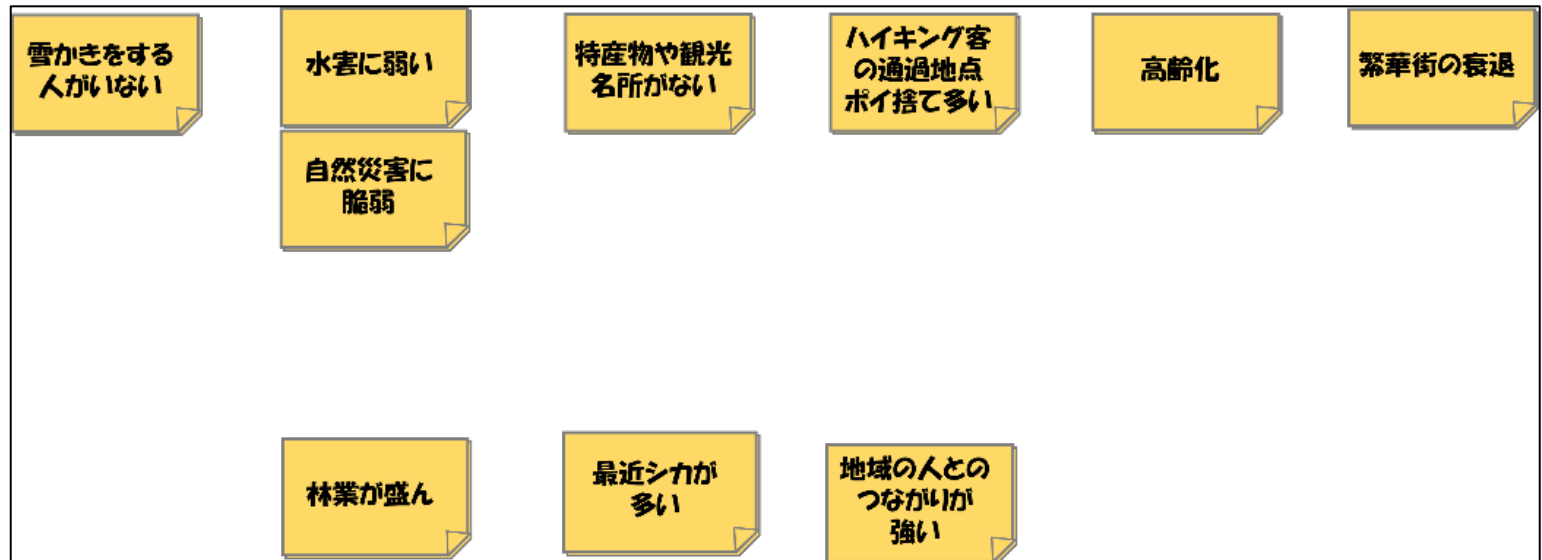 雪かきをする
人がいない
水害に弱い
自然災害に
脆弱
特産物や観光
名所がない
ハイキング客
の通過地点
ポイ捨て多い
高齢化
繁華街の衰退
林業が盛ん
最近シカが
多い
地域の人との
つながりが
強い